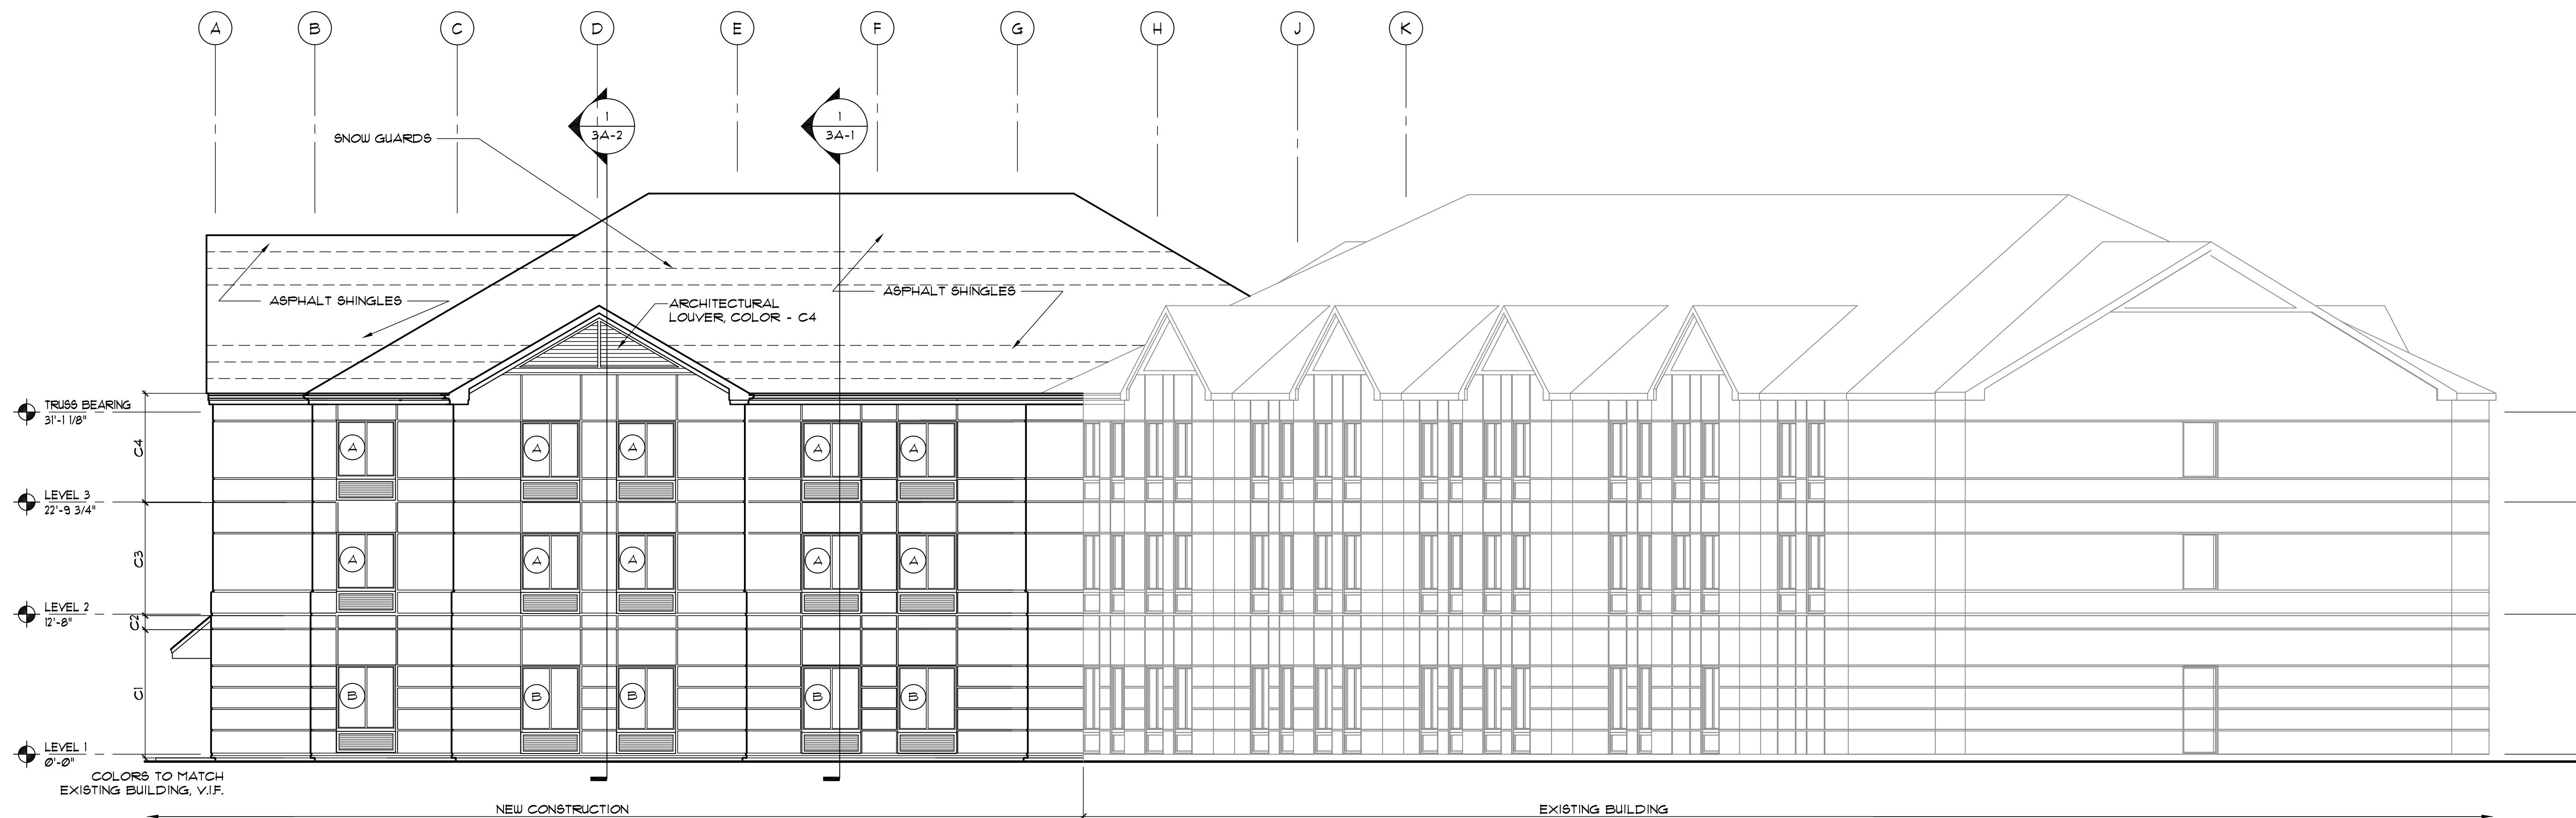 A B C D E F G H J K
1
3A-2
1
3A-1
SNOW GUARDS
ASPHALT SHINGLES
ASPHALT SHINGLES
ARCHITECTURAL
LOUVER, COLOR - C4
TRUSS BEARING
31'-1 1/8"
C4
A A A A A
LEVEL 3
22'-9 3/4"
C3
A A A A A
LEVEL 2
12'-8"
C2
C1
B B B B B
LEVEL 1
0'-0"
COLORS TO MATCH
EXISTING BUILDING, V.I.F.
NEW CONSTRUCTION
EXISTING BUILDING